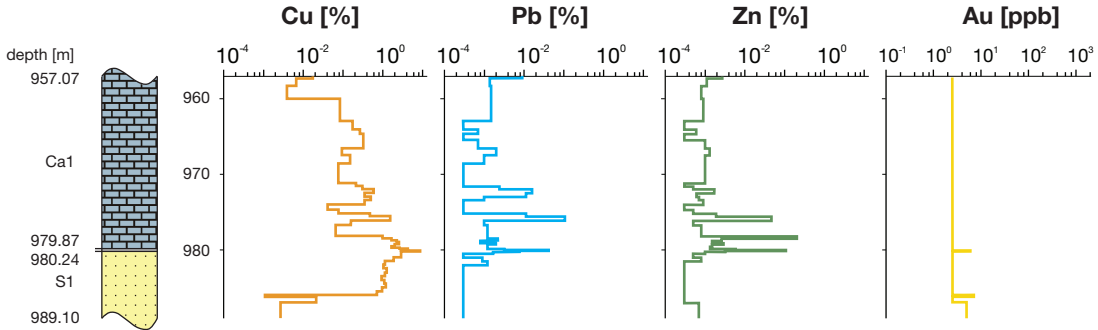 Cu [%] Pb [%] Zn [%] Au [ppb]
depth [m] 10⁻⁴ 10⁻² 10⁰ 10⁻⁴ 10⁻² 10⁰ 10⁻⁴ 10⁻² 10⁰ 10⁻¹ 10⁰ 10¹ 10² 10³
957.07
960
Ca1
970
979.87
980
980.24
S1
989.10